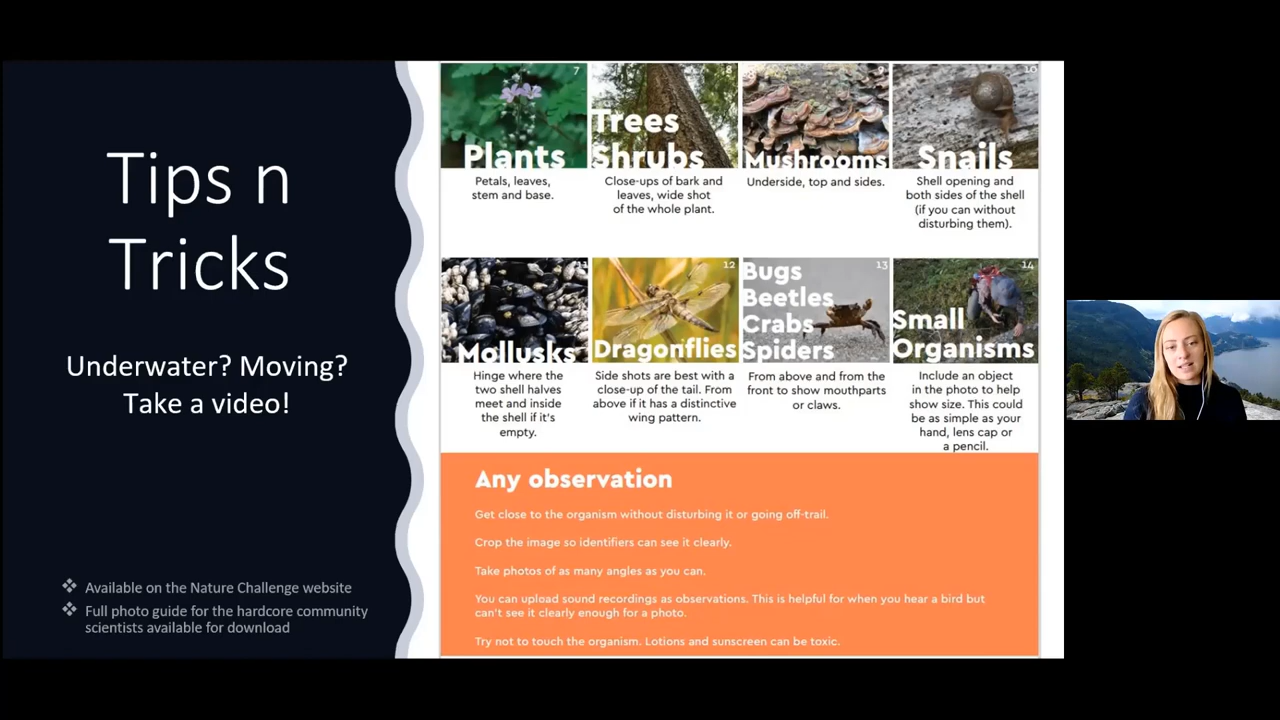 Tips n
Tricks
Underwater? Moving?
Take a video!
Available on the Nature Challenge website
Full photo guide for the hardcore community
scientists available for download
7
Plants
Petals, leaves,
stem and base.
8
Trees
Shrubs
Close-ups of bark and
leaves, wide shot
of the whole plant.
9
Mushrooms
Underside, top and sides.
10
Snails
Shell opening and
both sides of the shell
(if you can without
disturbing them).
11
Mollusks
Hinge where the
two shell halves
meet and inside
the shell if it's
empty.
12
Dragonflies
Side shots are best with a
close-up of the tail. From
above if it has a distinctive
wing pattern.
13
Bugs
Beetles
Crabs
Spiders
From above and from the
front to show mouthparts
or claws.
14
Small
Organisms
Include an object
in the photo to help
show size. This could
be as simple as your
hand, lens cap or
a pencil.
Any observation
Get close to the organism without disturbing it or going off-trail.
Crop the image so identifiers can see it clearly.
Take photos of as many angles as you can.
You can upload sound recordings as observations. This is helpful for when you hear a bird but
can't see it clearly enough for a photo.
Try not to touch the organism. Lotions and sunscreen can be toxic.